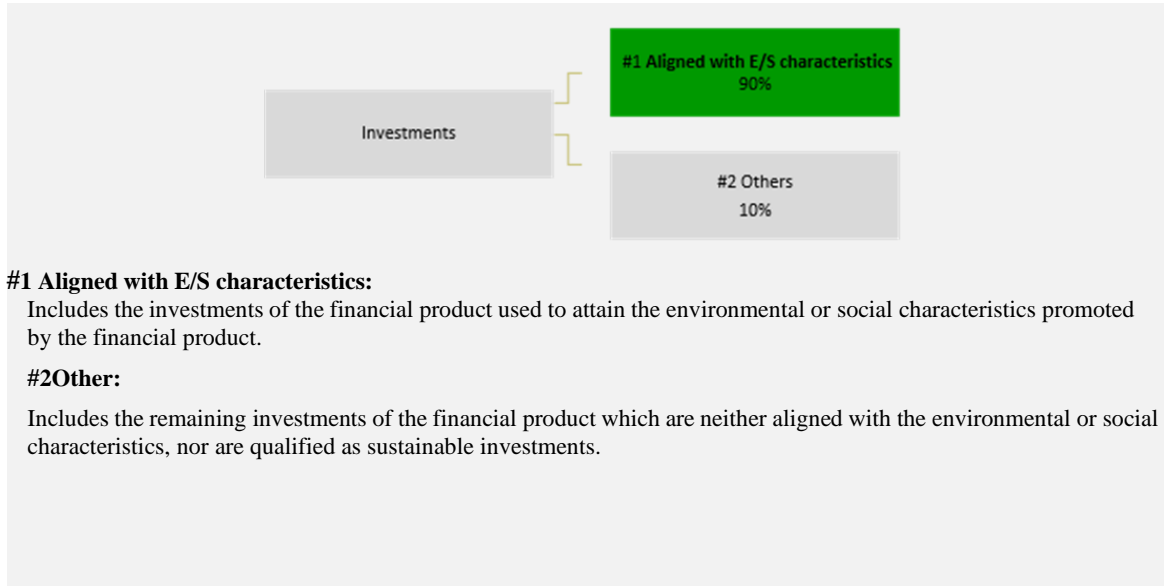 #1 Aligned with E/S characteristics
90%
Investments
#2 Others
10%
#1 Aligned with E/S characteristics:
Includes the investments of the financial product used to attain the environmental or social characteristics promoted
by the financial product.
#2Other:
Includes the remaining investments of the financial product which are neither aligned with the environmental or social
characteristics, nor are qualified as sustainable investments.